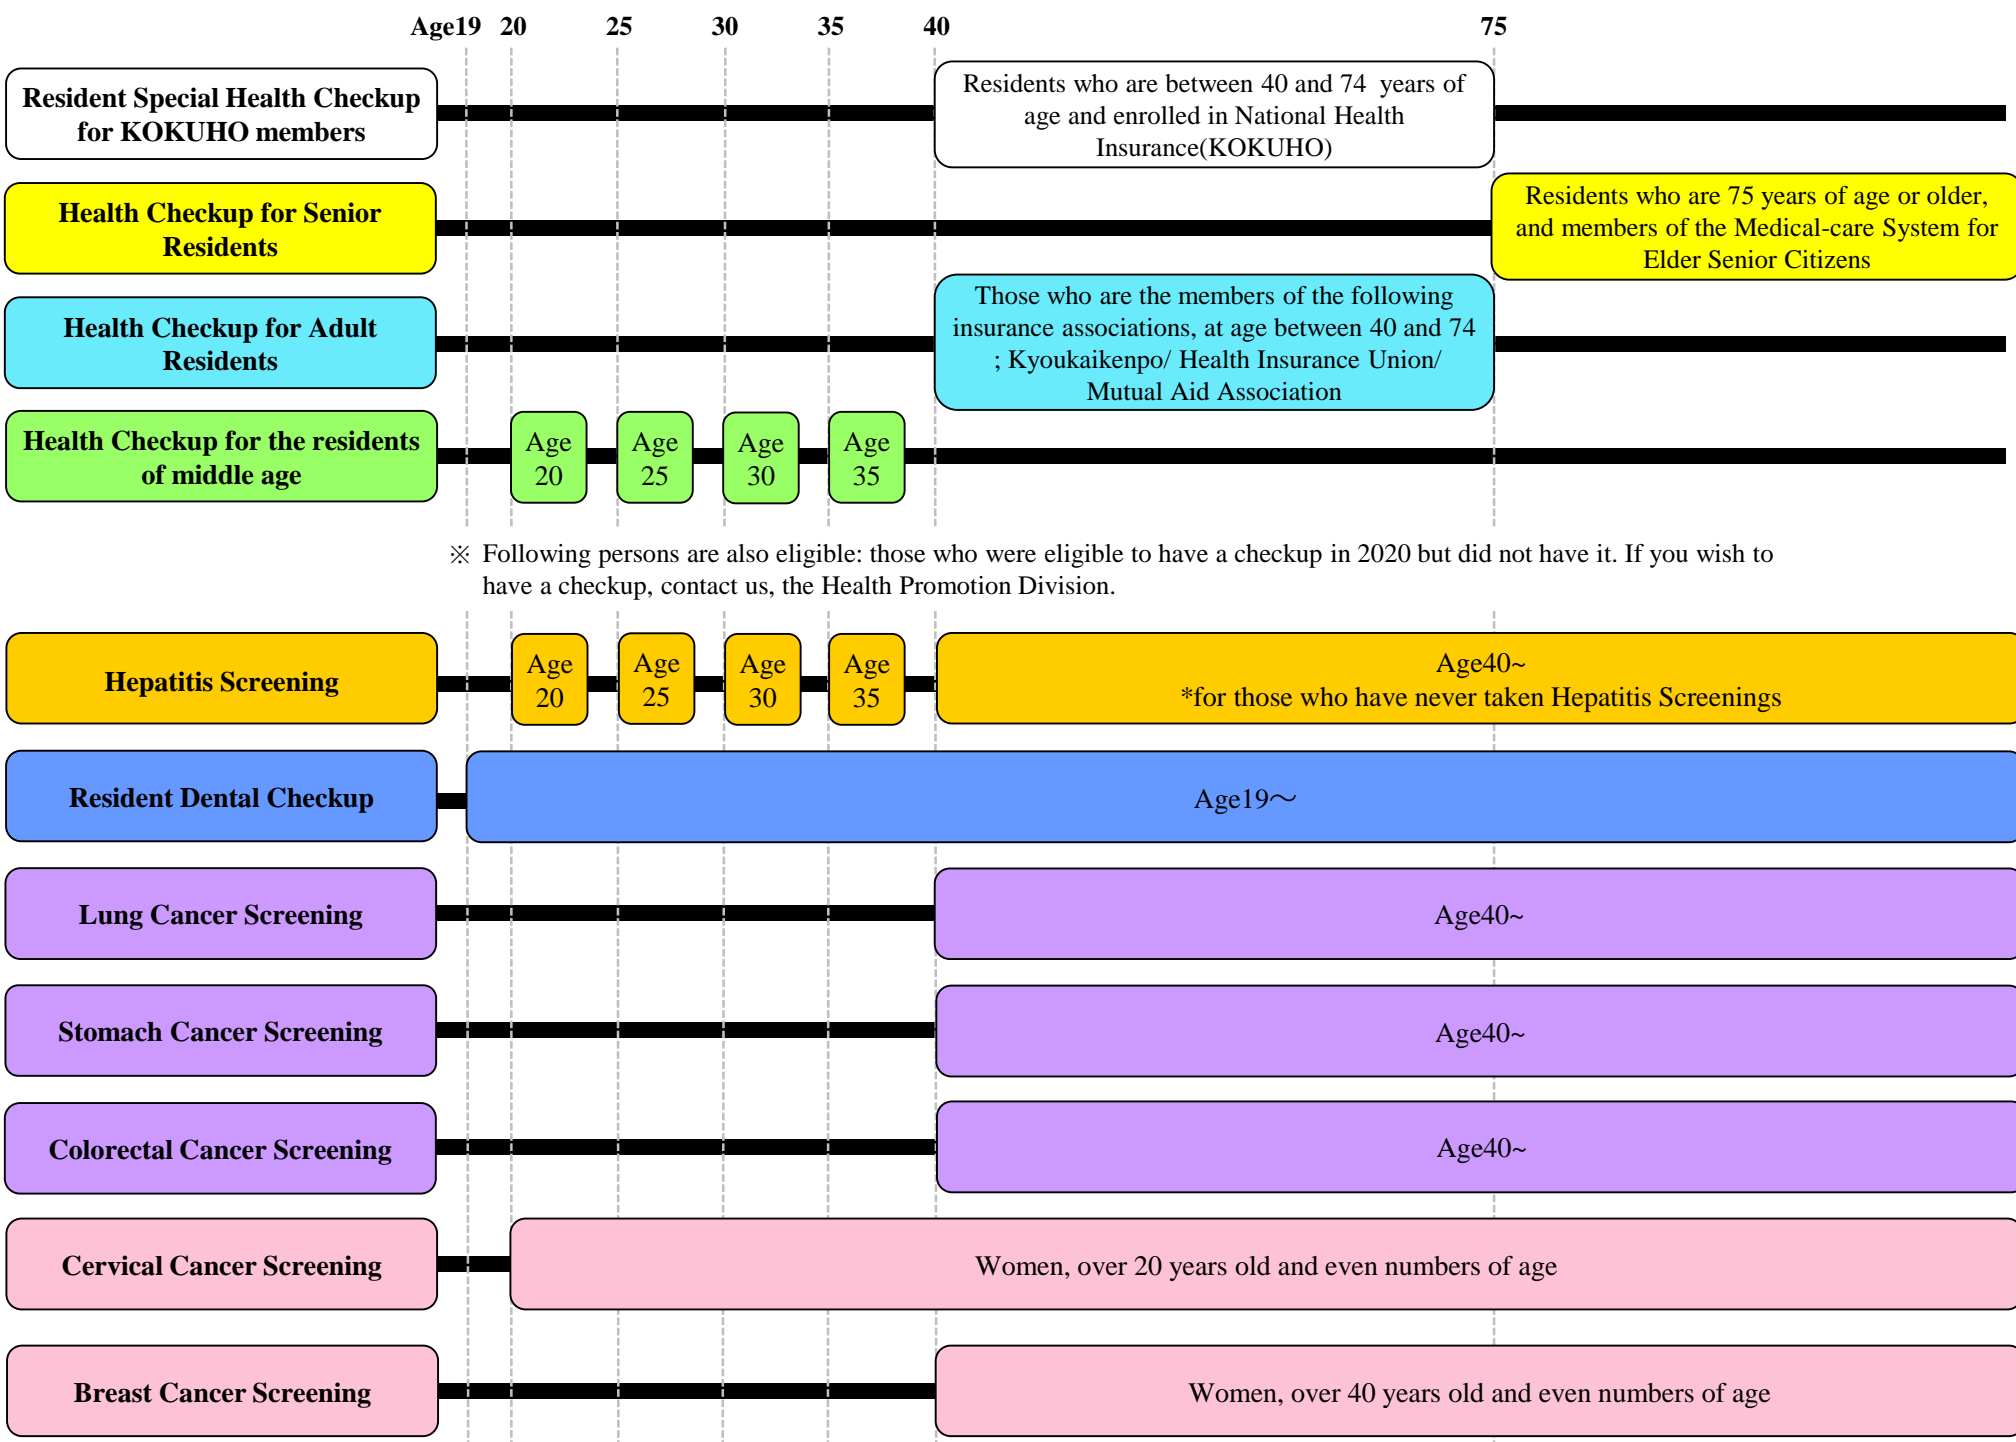 Age19 20 25 30 35 40 75
Resident Special Health Checkup
for KOKUHO members
Residents who are between 40 and 74 years of
age and enrolled in National Health
Insurance(KOKUHO)
Health Checkup for Senior
Residents
Residents who are 75 years of age or older,
and members of the Medical-care System for
Elder Senior Citizens
Health Checkup for Adult
Residents
Those who are the members of the following
insurance associations, at age between 40 and 74
; Kyoukaikenpo/ Health Insurance Union/
Mutual Aid Association
Health Checkup for the residents
of middle age
Age
20
Age
25
Age
30
Age
35
※ Following persons are also eligible: those who were eligible to have a checkup in 2020 but did not have it. If you wish to
have a checkup, contact us, the Health Promotion Division.
Hepatitis Screening
Age
20
Age
25
Age
30
Age
35
Age40~
*for those who have never taken Hepatitis Screenings
Resident Dental Checkup
Age19～
Lung Cancer Screening
Age40~
Stomach Cancer Screening
Age40~
Colorectal Cancer Screening
Age40~
Cervical Cancer Screening
Women, over 20 years old and even numbers of age
Breast Cancer Screening
Women, over 40 years old and even numbers of age